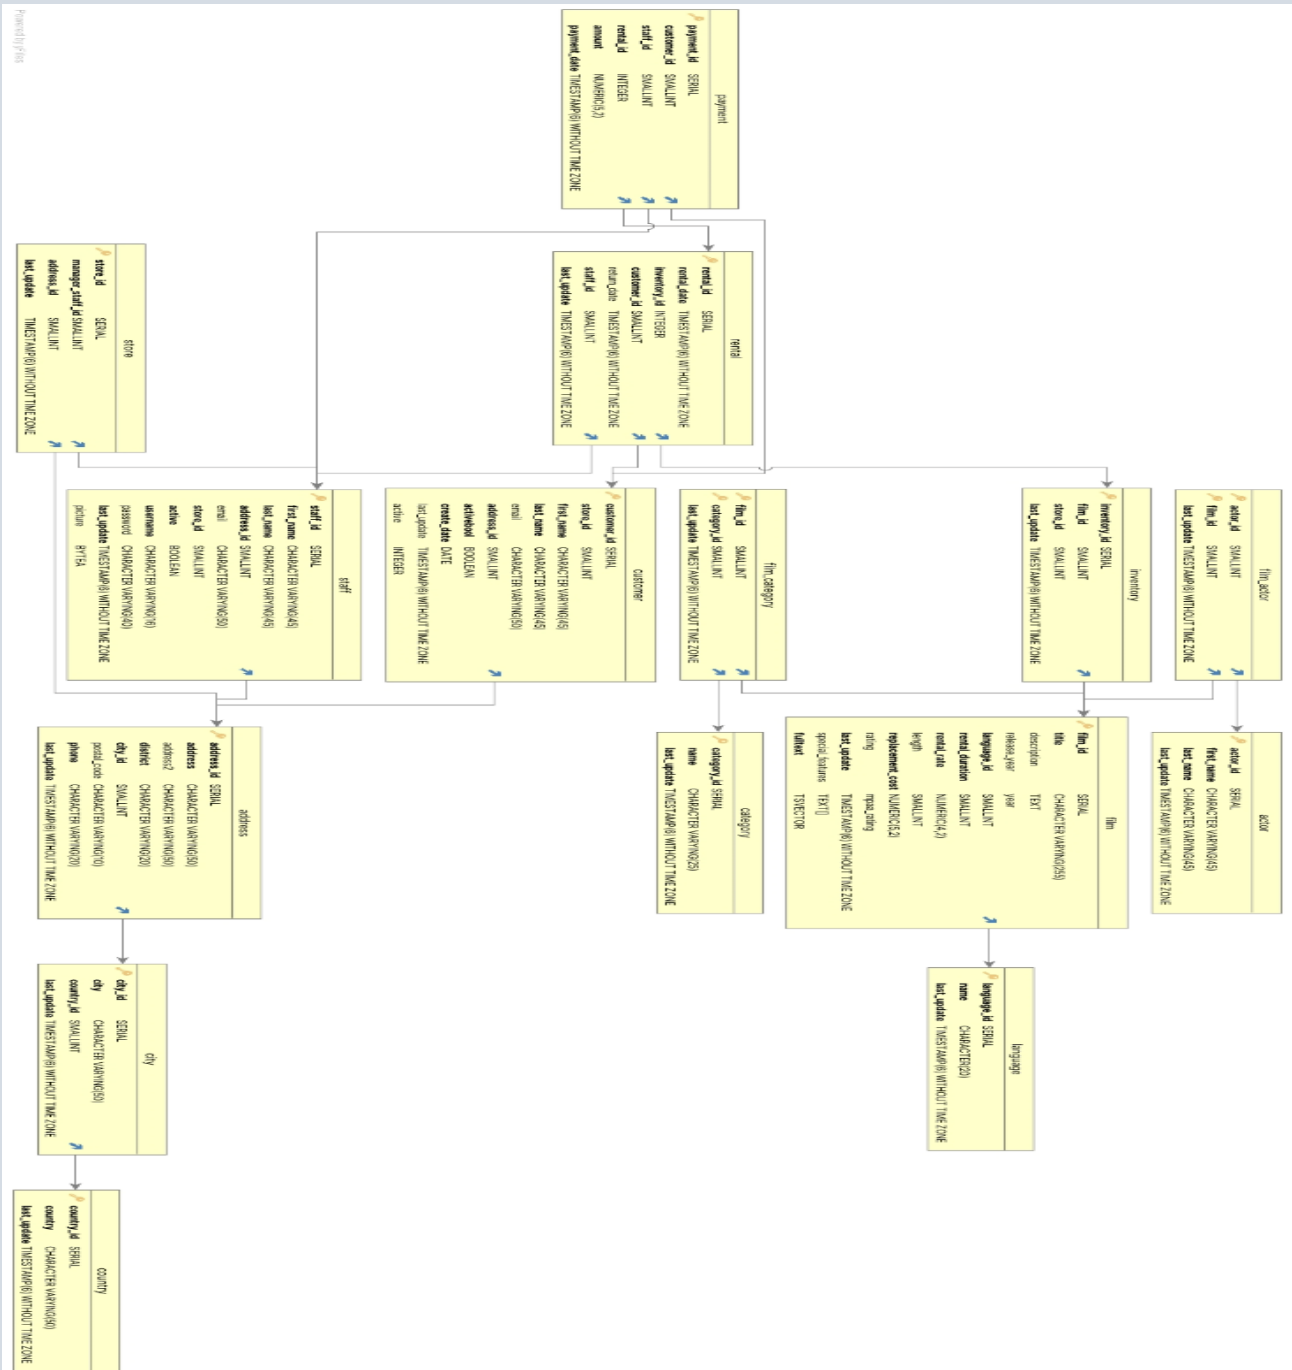 payment
payment_id SERIAL
customer_id SMALLINT
staff_id SMALLINT
rental_id INTEGER
amount NUMERIC(5,2)
payment_date TIMESTAMP(6) WITHOUT TIME ZONE
rental
rental_id SERIAL
rental_date TIMESTAMP(6) WITHOUT TIME ZONE
inventory_id INTEGER
customer_id SMALLINT
return_date TIMESTAMP(6) WITHOUT TIME ZONE
staff_id SMALLINT
last_update TIMESTAMP(6) WITHOUT TIME ZONE
store
store_id SERIAL
manager_staff_id SMALLINT
address_id SMALLINT
last_update TIMESTAMP(6) WITHOUT TIME ZONE
film_actor
actor_id SMALLINT
film_id SMALLINT
last_update TIMESTAMP(6) WITHOUT TIME ZONE
inventory
inventory_id SERIAL
film_id SMALLINT
store_id SMALLINT
last_update TIMESTAMP(6) WITHOUT TIME ZONE
film_category
film_id SMALLINT
category_id SMALLINT
last_update TIMESTAMP(6) WITHOUT TIME ZONE
customer
customer_id SERIAL
store_id SMALLINT
first_name CHARACTER VARYING(45)
last_name CHARACTER VARYING(45)
email CHARACTER VARYING(50)
address_id SMALLINT
activebool BOOLEAN
create_date DATE
last_update TIMESTAMP(6) WITHOUT TIME ZONE
active INTEGER
staff
staff_id SERIAL
first_name CHARACTER VARYING(45)
last_name CHARACTER VARYING(45)
address_id SMALLINT
email CHARACTER VARYING(50)
store_id SMALLINT
active BOOLEAN
username CHARACTER VARYING(16)
password CHARACTER VARYING(40)
last_update TIMESTAMP(6) WITHOUT TIME ZONE
picture BYTEA
actor
actor_id SERIAL
first_name CHARACTER VARYING(45)
last_name CHARACTER VARYING(45)
last_update TIMESTAMP(6) WITHOUT TIME ZONE
film
film_id SERIAL
title CHARACTER VARYING(255)
description TEXT
release_year year
language_id SMALLINT
rental_duration SMALLINT
rental_rate NUMERIC(4,2)
length SMALLINT
replacement_cost NUMERIC(5,2)
rating mpaa_rating
last_update TIMESTAMP(6) WITHOUT TIME ZONE
special_features TEXT[]
fulltext TSVECTOR
category
category_id SERIAL
name CHARACTER VARYING(25)
last_update TIMESTAMP(6) WITHOUT TIME ZONE
address
address_id SERIAL
address CHARACTER VARYING(50)
address2 CHARACTER VARYING(50)
district CHARACTER VARYING(20)
city_id SMALLINT
postal_code CHARACTER VARYING(10)
phone CHARACTER VARYING(20)
last_update TIMESTAMP(6) WITHOUT TIME ZONE
language
language_id SERIAL
name CHARACTER(20)
last_update TIMESTAMP(6) WITHOUT TIME ZONE
city
city_id SERIAL
city CHARACTER VARYING(50)
country_id SMALLINT
last_update TIMESTAMP(6) WITHOUT TIME ZONE
country
country_id SERIAL
country CHARACTER VARYING(50)
last_update TIMESTAMP(6) WITHOUT TIME ZONE
Powered by yFiles